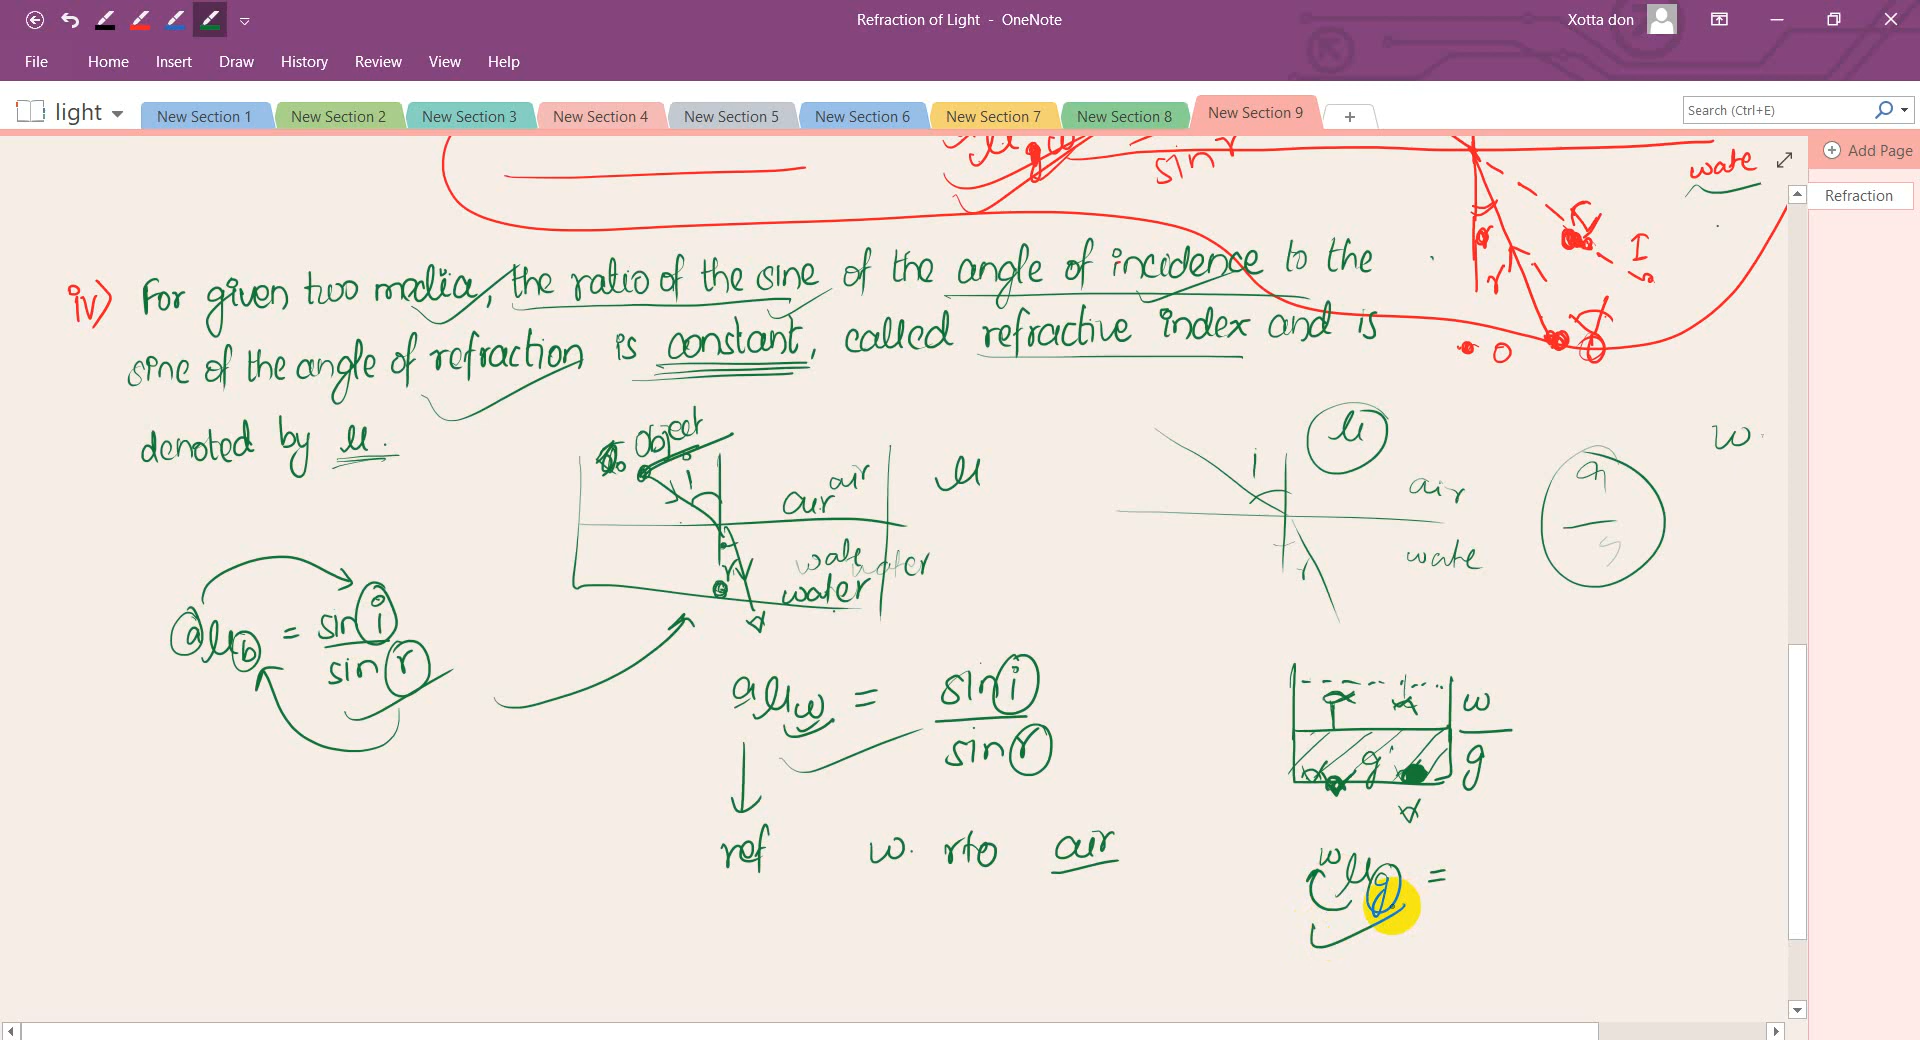 Refraction of Light - OneNote
Xotta don
File Home Insert Draw History Review View Help
light
New Section 1 New Section 2 New Section 3 New Section 4 New Section 5 New Section 6 New Section 7 New Section 8 New Section 9 +
Search (Ctrl+E)
Add Page
Refraction
μ g
sin r
wate
r
r
I
O
iv) For given two media, the ratio of the sine of the angle of incidence to the
sine of the angle of refraction is constant, called refractive index and is
denoted by μ.
object
i
air air
μ
r
wate water
water
μ
i
air
wate
r
w
aμb = sin i
sin r
aμw = sin i
sin r
ref w. rto air
w
g g
wμg =